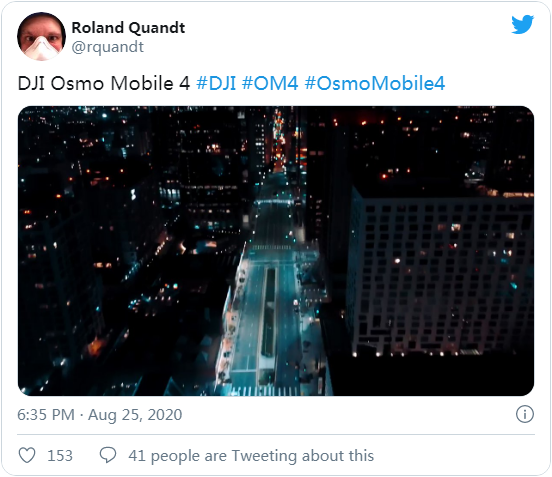 Roland Quandt
@rquandt
DJI Osmo Mobile 4 #DJI #OM4 #OsmoMobile4
6:35 PM · Aug 25, 2020
153 41 people are Tweeting about this